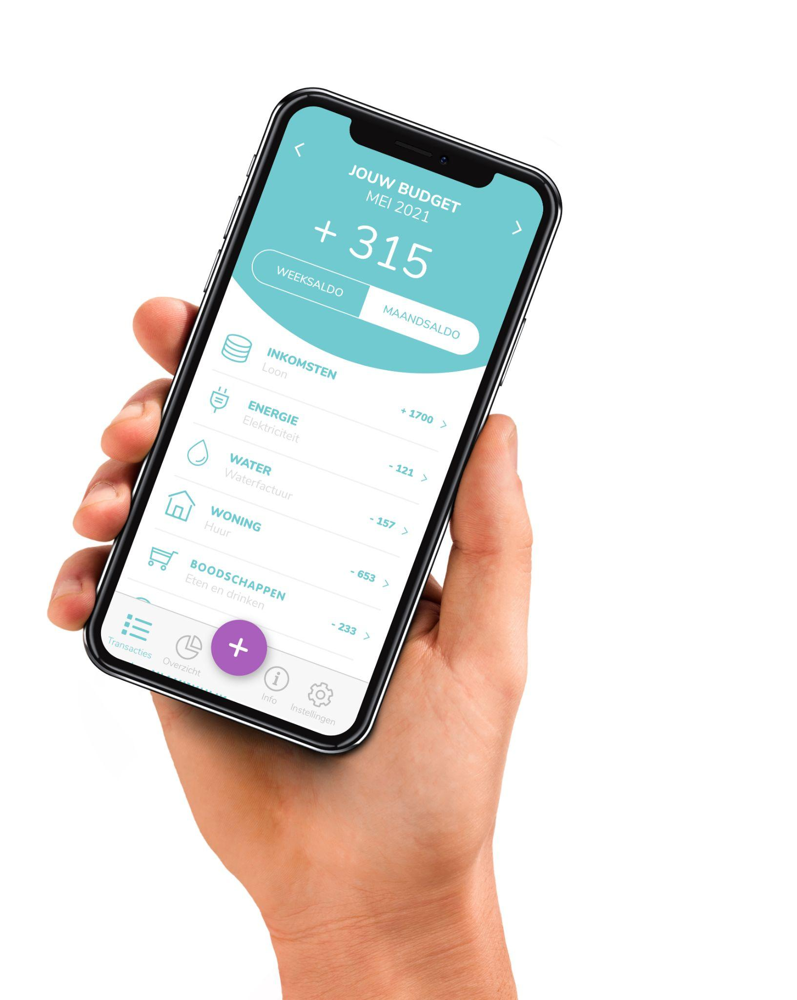 JOUW BUDGET
MEI 2021
+ 315
WEEKSALDO MAANDSALDO
INKOMSTEN
Loon
+ 1700 >
ENERGIE
Elektriciteit
- 121 >
WATER
Waterfactuur
- 157 >
WONING
Huur
- 653 >
BOODSCHAPPEN
Eten en drinken
- 233 >
Transacties
Overzicht
+
Info
Instellingen